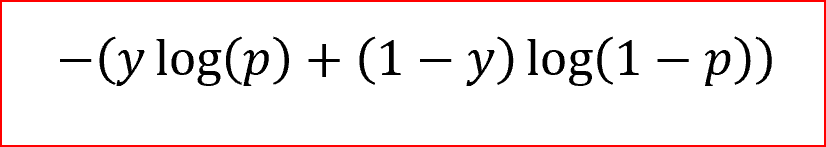 −(y log(p) + (1 − y) log(1 − p))